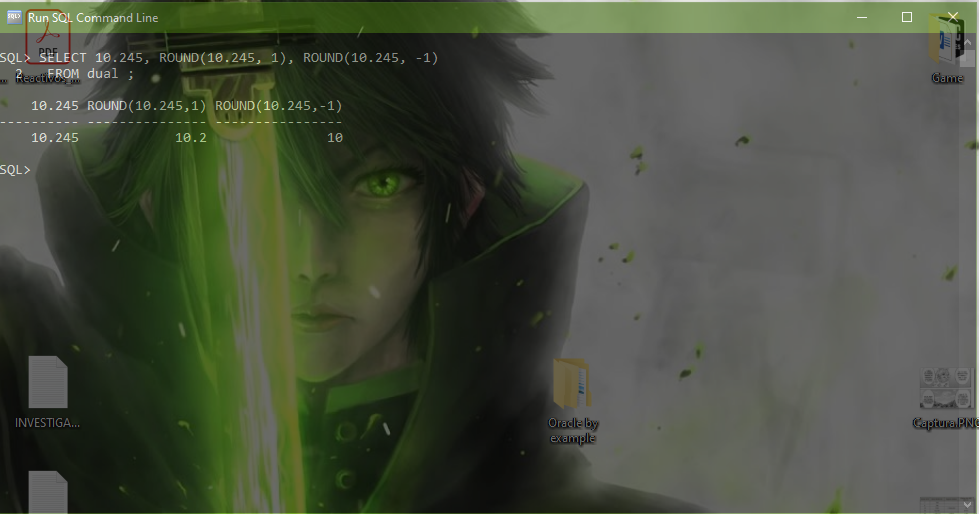 Run SQL Command Line
SQL> SELECT 10.245, ROUND(10.245, 1), ROUND(10.245, -1)
  2   FROM dual ;
    10.245 ROUND(10.245,1) ROUND(10.245,-1)
---------- --------------- ----------------
    10.245            10.2               10
SQL>
PDF
Reactivos_...
Game
INVESTIGA...
Oracle by
example
Captura.PNG